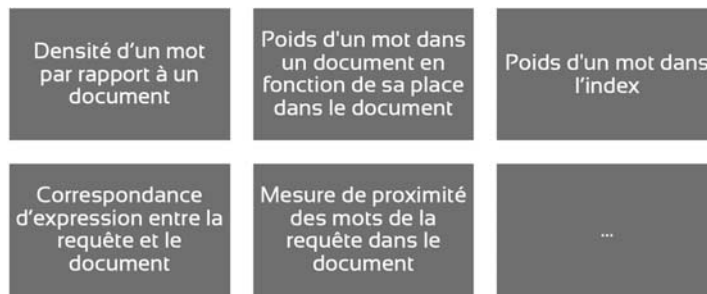 Densité d'un mot
par rapport à un
document
Poids d'un mot dans
un document en
fonction de sa place
dans le document
Poids d'un mot dans
l'index
Correspondance
d'expression entre la
requête et le
document
Mesure de proximité
des mots de la
requête dans le
document
...